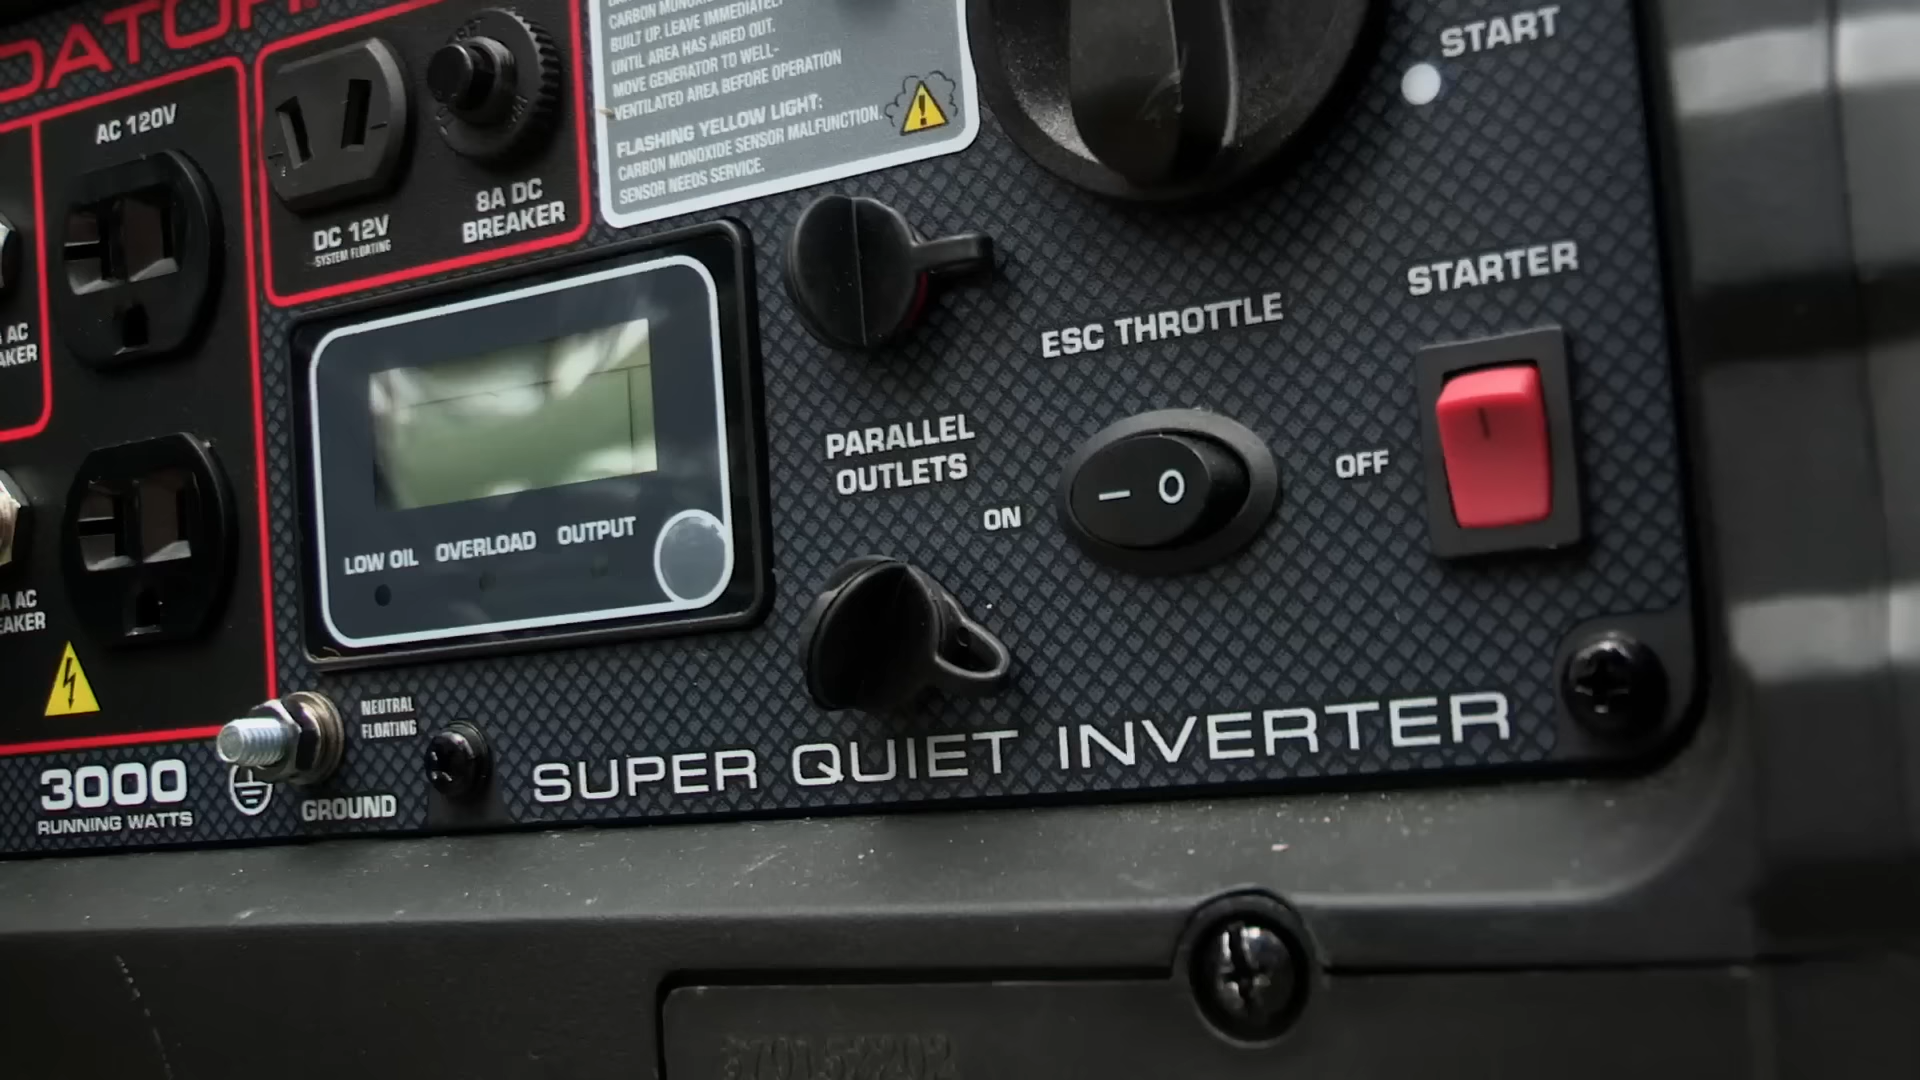 DATOR
AC 120V
DC 12V
SYSTEM FLOATING
8A DC
BREAKER
CARBON
BUILT UP. LEAVE IMMEDIATELY
UNTIL AREA HAS AIRED OUT.
MOVE GENERATOR TO WELL-
VENTILATED AREA BEFORE OPERATION
FLASHING YELLOW LIGHT:
CARBON MONOXIDE SENSOR MALFUNCTION.
SENSOR NEEDS SERVICE.
START
STARTER
ESC THROTTLE
AC
AKER
PARALLEL
OUTLETS
ON
– O
OFF
LOW OIL OVERLOAD OUTPUT
A AC
EAKER
NEUTRAL
FLOATING
GROUND
3000
RUNNING WATTS
SUPER QUIET INVERTER